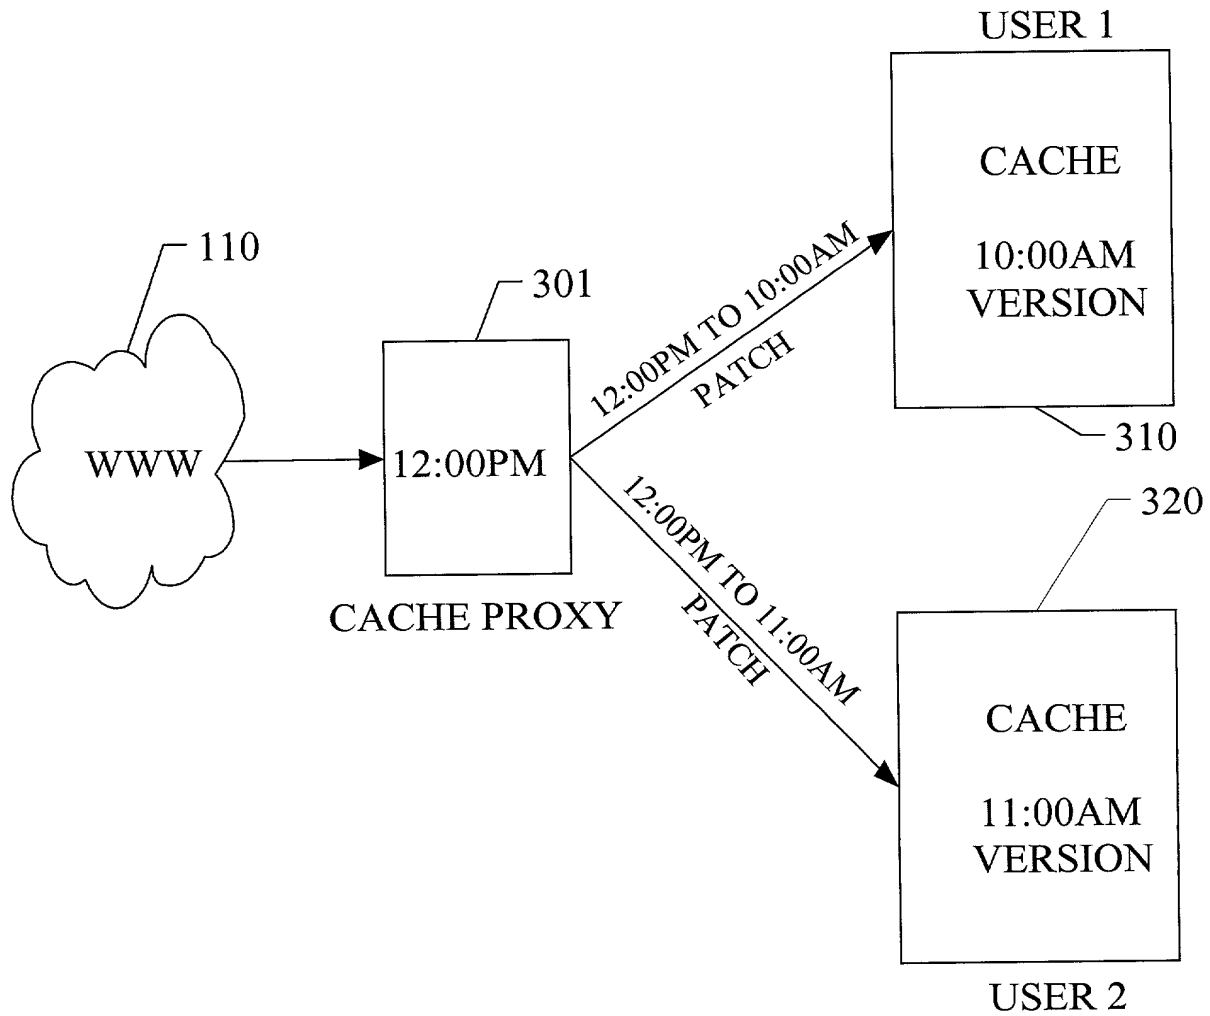 USER 1
CACHE
10:00AM
VERSION
310
110
301
WWW
12:00PM
CACHE PROXY
12:00PM TO 10:00AM
PATCH
12:00PM TO 11:00AM
PATCH
320
CACHE
11:00AM
VERSION
USER 2